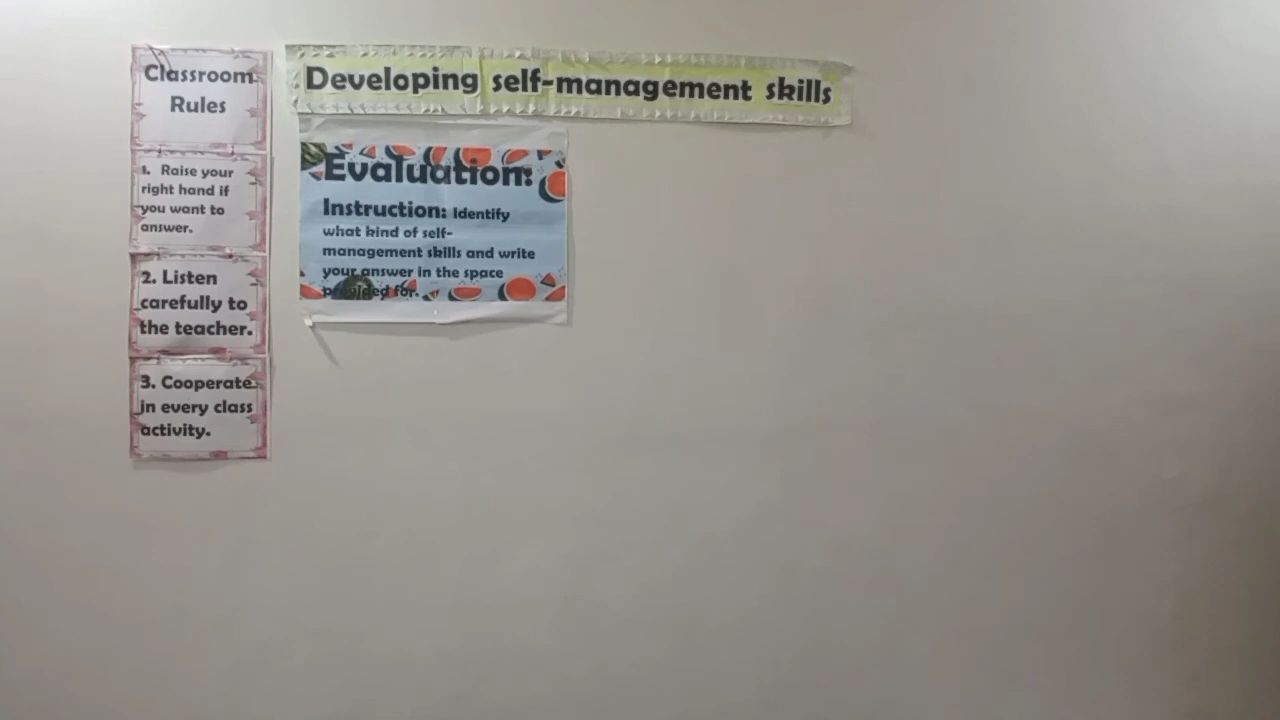 Classroom
Rules
1. Raise your
right hand if
you want to
answer.
2. Listen
carefully to
the teacher.
3. Cooperate
in every class
activity.
Developing self-management skills
Evaluation:
Instruction: Identify
what kind of self-
management skills and write
your answer in the space
provided for.